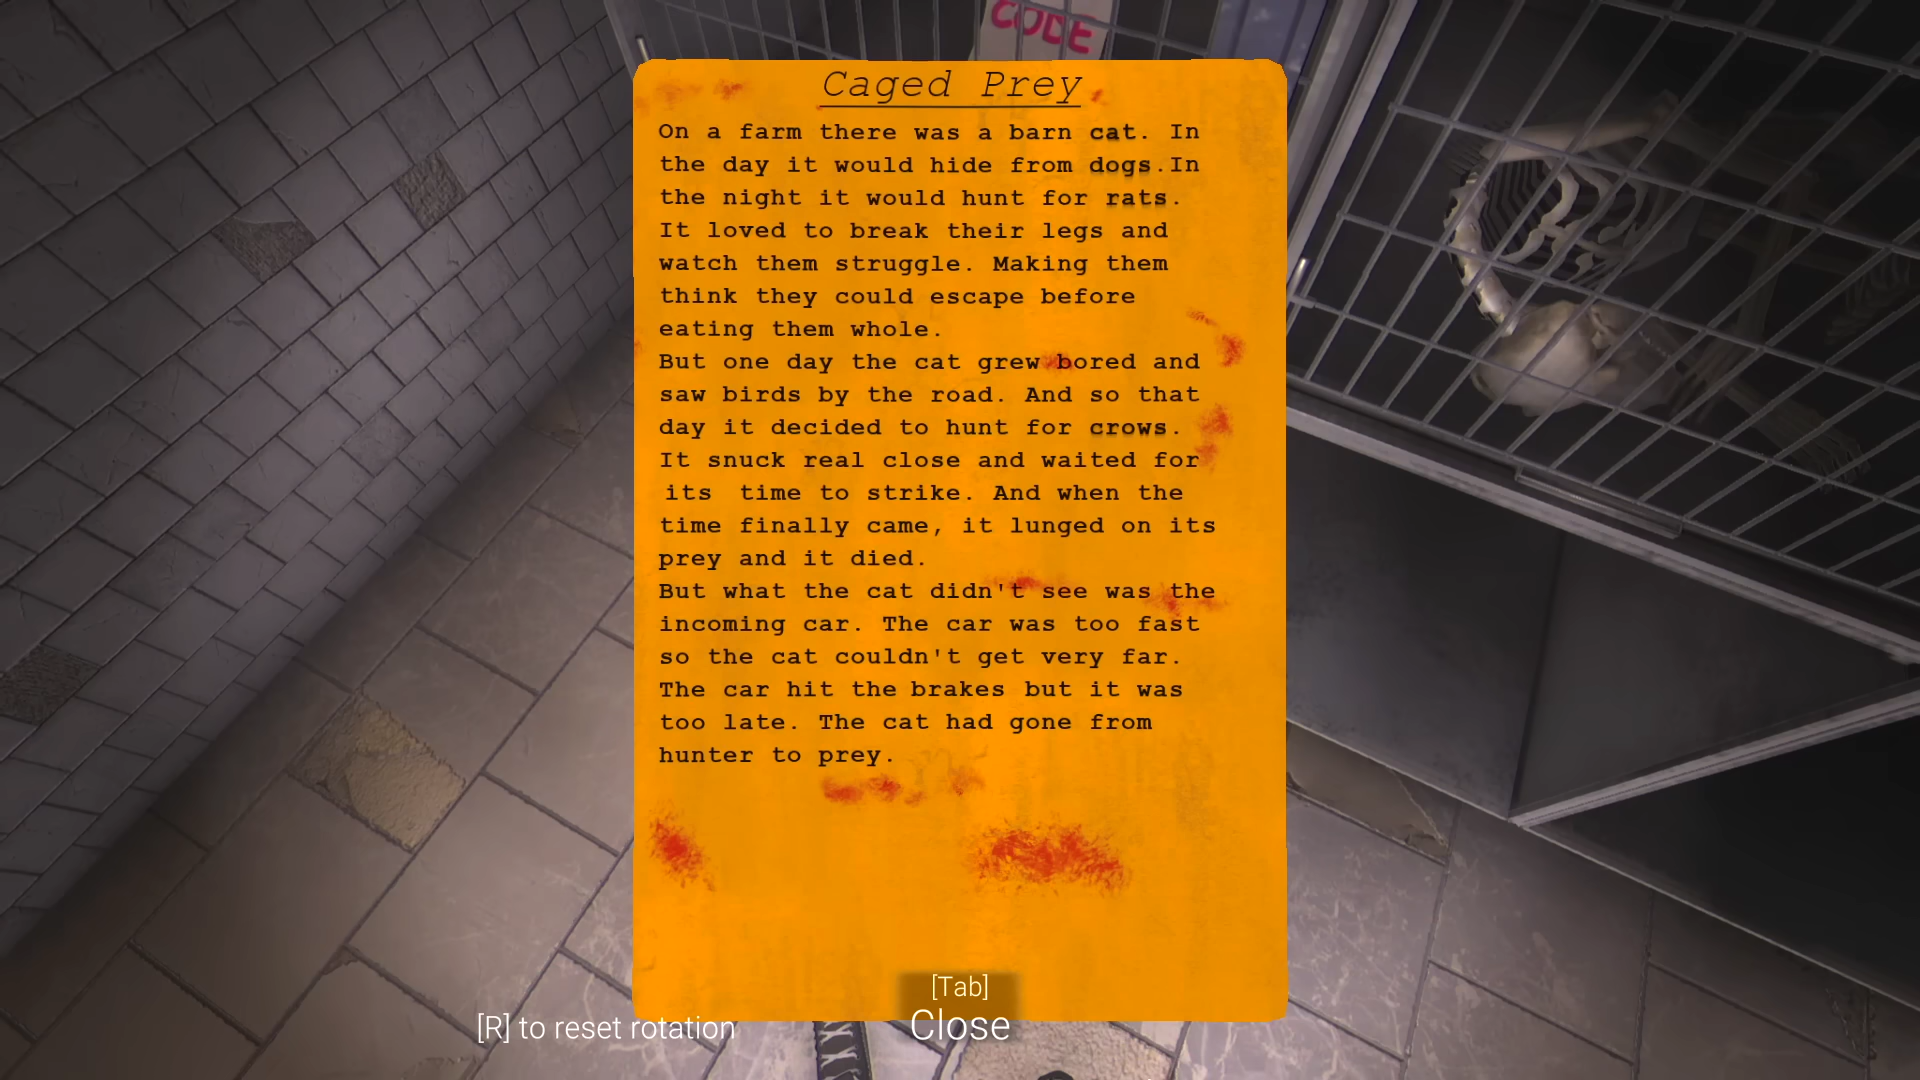 CODE
Caged Prey
On a farm there was a barn cat. In
the day it would hide from dogs.In
the night it would hunt for rats.
It loved to break their legs and
watch them struggle. Making them
think they could escape before
eating them whole.
But one day the cat grew bored and
saw birds by the road. And so that
day it decided to hunt for crows.
It snuck real close and waited for
its time to strike. And when the
time finally came, it lunged on its
prey and it died.
But what the cat didn't see was the
incoming car. The car was too fast
so the cat couldn't get very far.
The car hit the brakes but it was
too late. The cat had gone from
hunter to prey.
[Tab]
Close
[R] to reset rotation